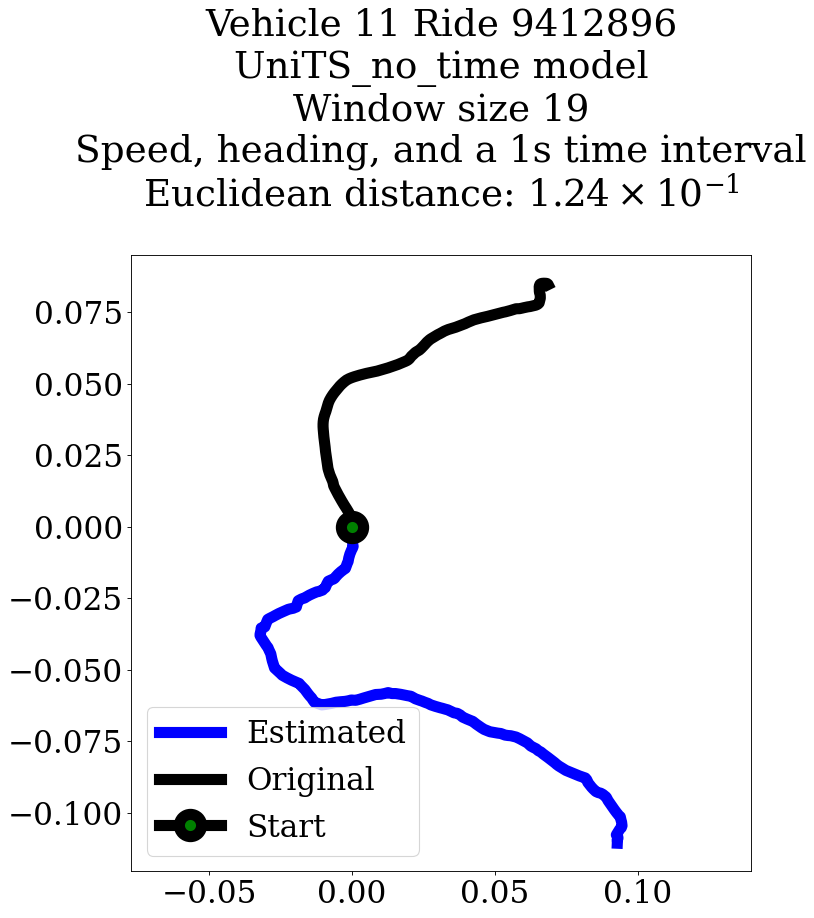 Vehicle 11 Ride 9412896
UniTS_no_time model
Window size 19
Speed, heading, and a 1s time interval
Euclidean distance: 1.24 × 10⁻¹
0.075
0.050
0.025
0.000
−0.025
−0.050
−0.075
−0.100
Estimated
Original
Start
−0.05
0.00
0.05
0.10